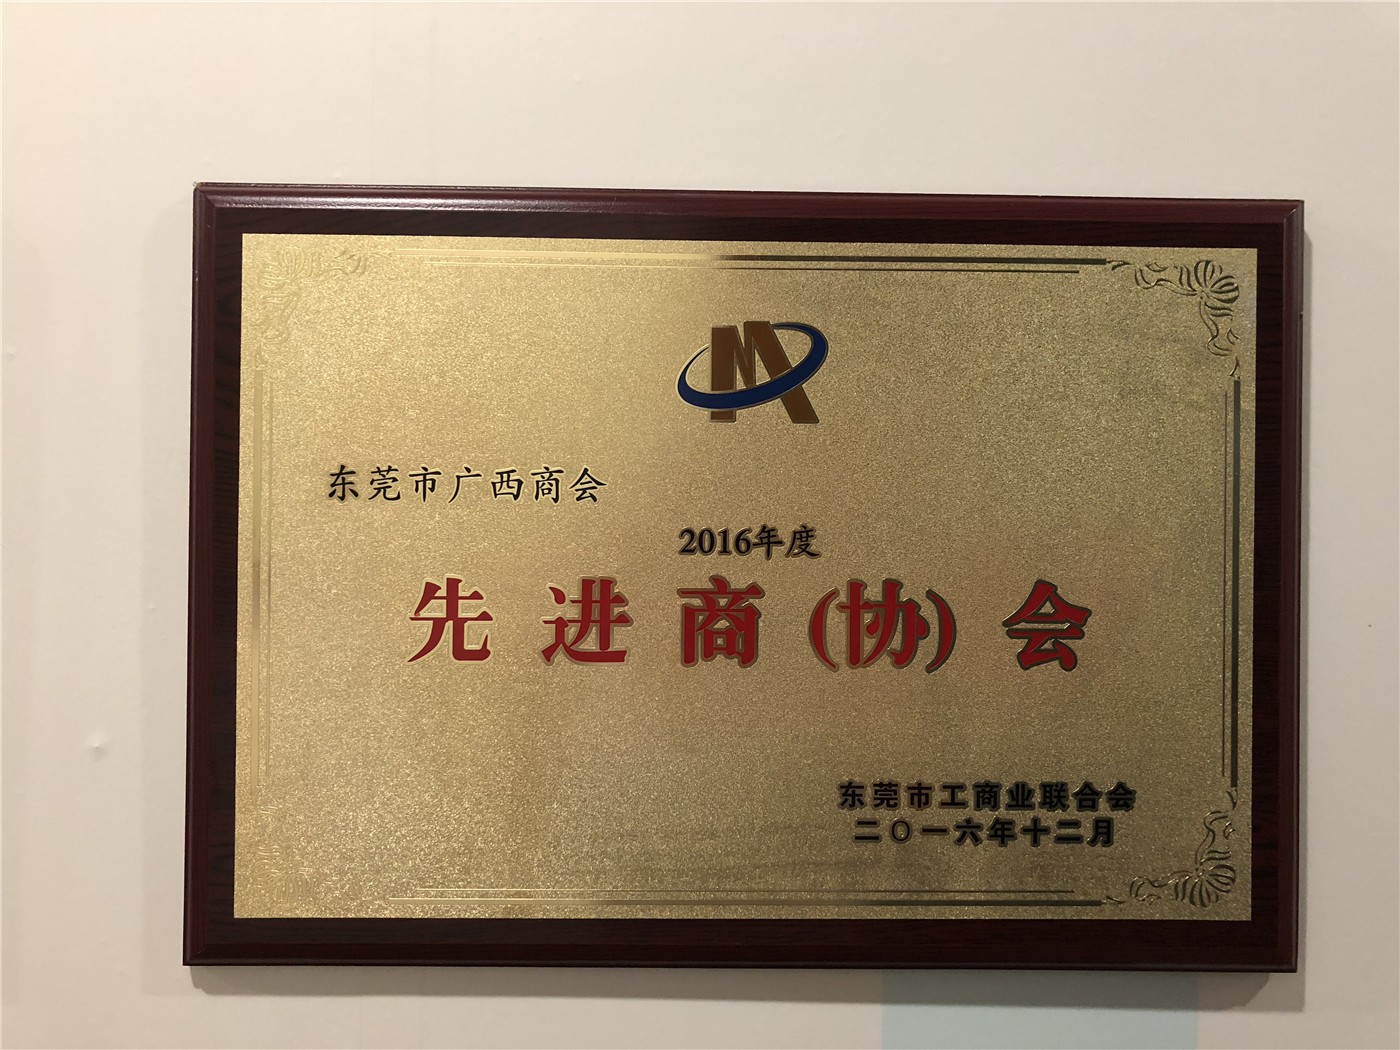 东莞市广西商会
2016年度
先进商(协)会
东莞市工商业联合会
二〇一六年十二月